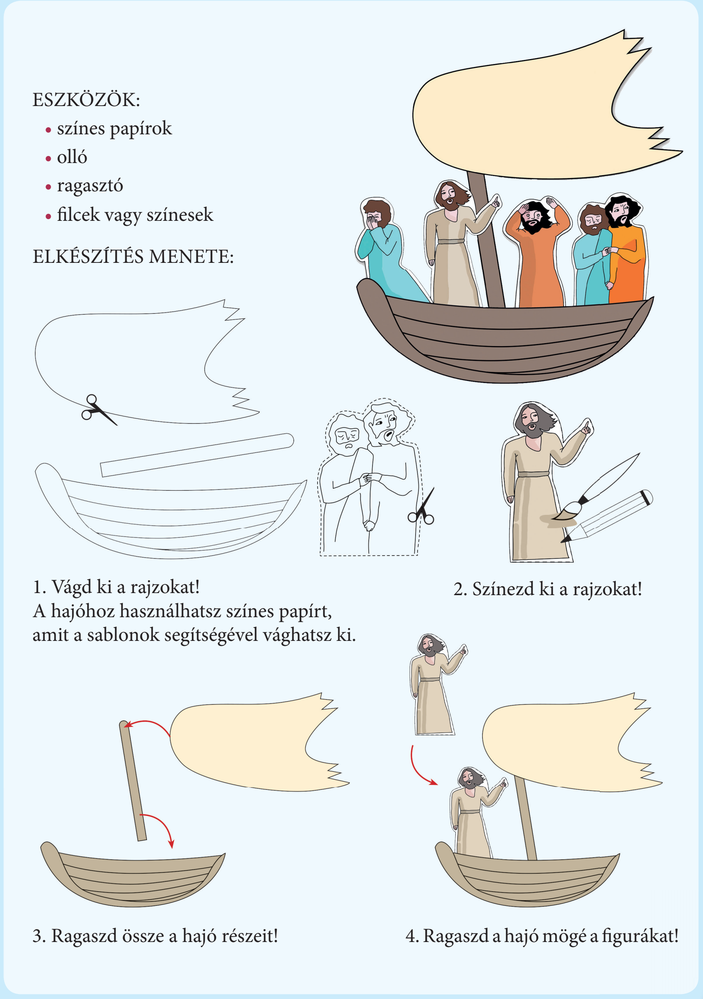 ESZKÖZÖK:
• színes papírok
• olló
• ragasztó
• filcek vagy színesek
ELKÉSZÍTÉS MENETE:
1. Vágd ki a rajzokat!
A hajóhoz használhatsz színes papírt,
amit a sablonok segítségével vághatsz ki.
2. Színezd ki a rajzokat!
3. Ragaszd össze a hajó részeit!
4. Ragaszd a hajó mögé a figurákat!